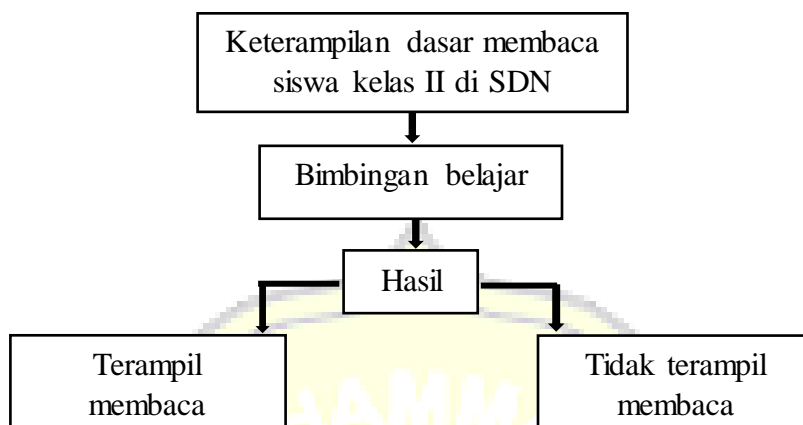 Keterampilan dasar membaca
siswa kelas II di SDN
Bimbingan belajar
Hasil
Terampil
membaca
Tidak terampil
membaca